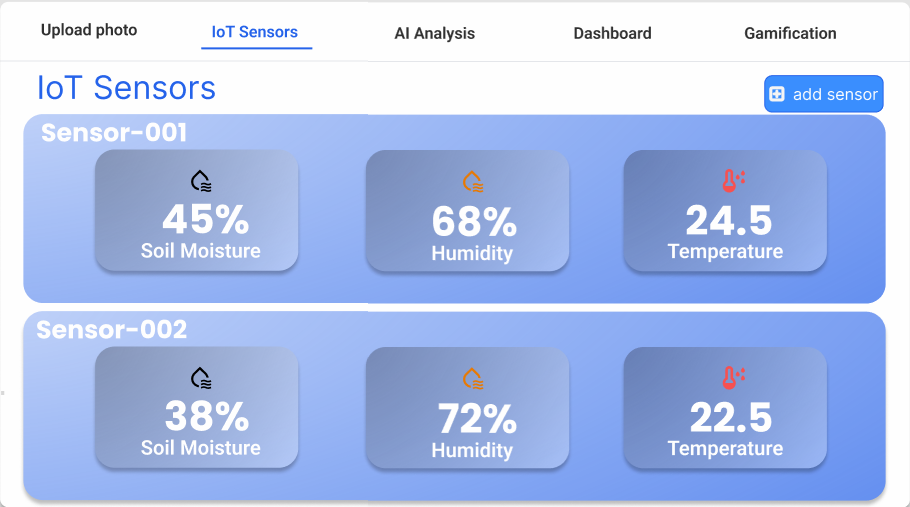 Upload photo IoT Sensors AI Analysis Dashboard Gamification
IoT Sensors
add sensor
Sensor-001
45% 68% 24.5
Soil Moisture Humidity Temperature
Sensor-002
38% 72% 22.5
Soil Moisture Humidity Temperature